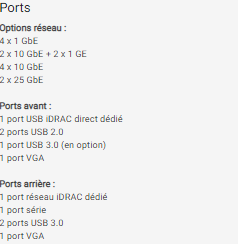 Ports
Options réseau :
4 x 1 GbE
2 x 10 GbE + 2 x 1 GE
4 x 10 GbE
2 x 25 GbE
Ports avant :
1 port USB iDRAC direct dédié
2 ports USB 2.0
1 port USB 3.0 (en option)
1 port VGA
Ports arrière :
1 port réseau iDRAC dédié
1 port série
2 ports USB 3.0
1 port VGA